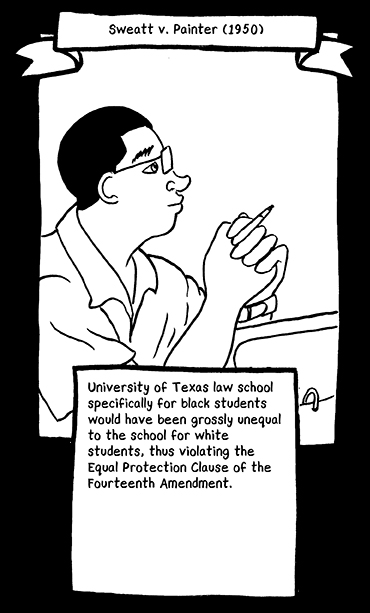 Sweatt v. Painter (1950)
University of Texas law school
specifically for black students
would have been grossly unequal
to the school for white
students, thus violating the
Equal Protection Clause of the
Fourteenth Amendment.